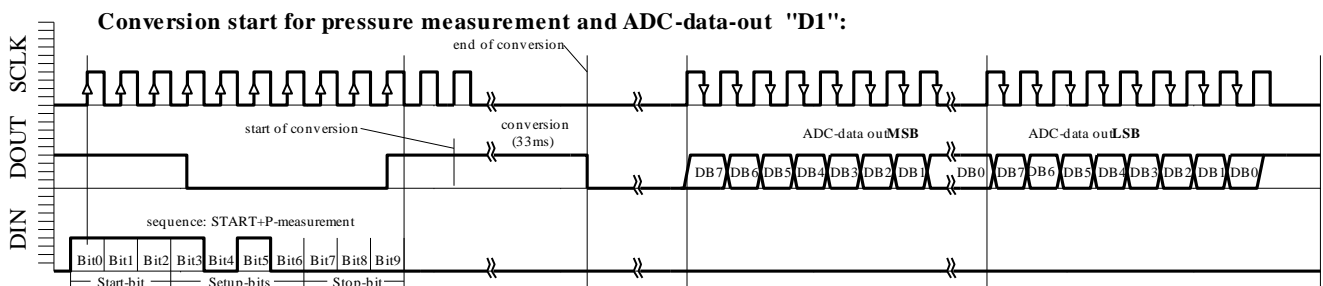 Conversion start for pressure measurement and ADC-data-out "D1":
end of conversion
SCLK
start of conversion
conversion
(33ms)
ADC-data outMSB
ADC-data outLSB
DOUT
DB7 DB6 DB5 DB4 DB3 DB2 DB1 DB0 DB7 DB6 DB5 DB4 DB3 DB2 DB1 DB0
DIN
sequence: START+P-measurement
Bit0 Bit1 Bit2 Bit3 Bit4 Bit5 Bit6 Bit7 Bit8 Bit9
Start-bit Setup-bits Stop-bit